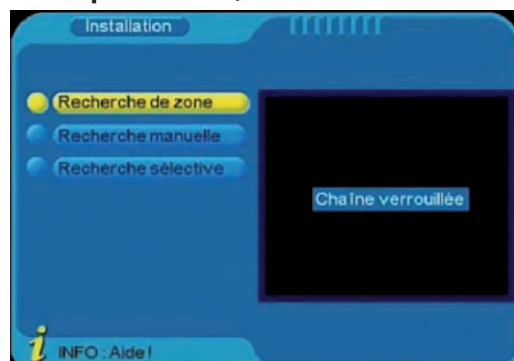 Installation
Recherche de zone
Recherche manuelle
Recherche sélective
Chaîne verrouillée
INFO : Aide !